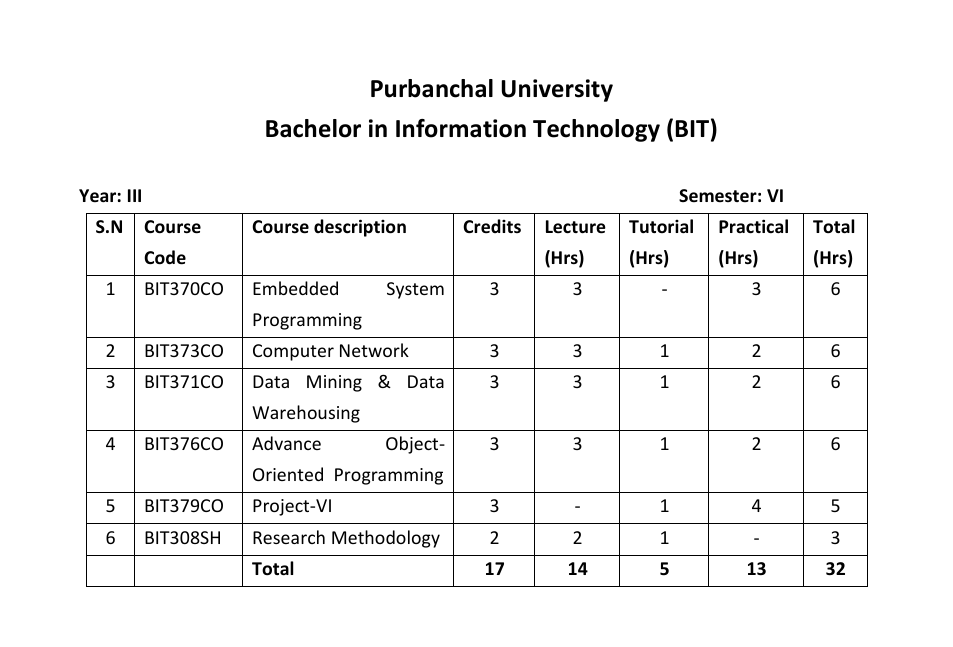 Purbanchal University
Bachelor in Information Technology (BIT)
Year: III Semester: VI
S.N Course Code Course description Credits Lecture (Hrs) Tutorial (Hrs) Practical (Hrs) Total (Hrs)
1 BIT370CO Embedded System Programming 3 3 - 3 6
2 BIT373CO Computer Network 3 3 1 2 6
3 BIT371CO Data Mining & Data Warehousing 3 3 1 2 6
4 BIT376CO Advance Object-Oriented Programming 3 3 1 2 6
5 BIT379CO Project-VI 3 - 1 4 5
6 BIT308SH Research Methodology 2 2 1 - 3
Total 17 14 5 13 32